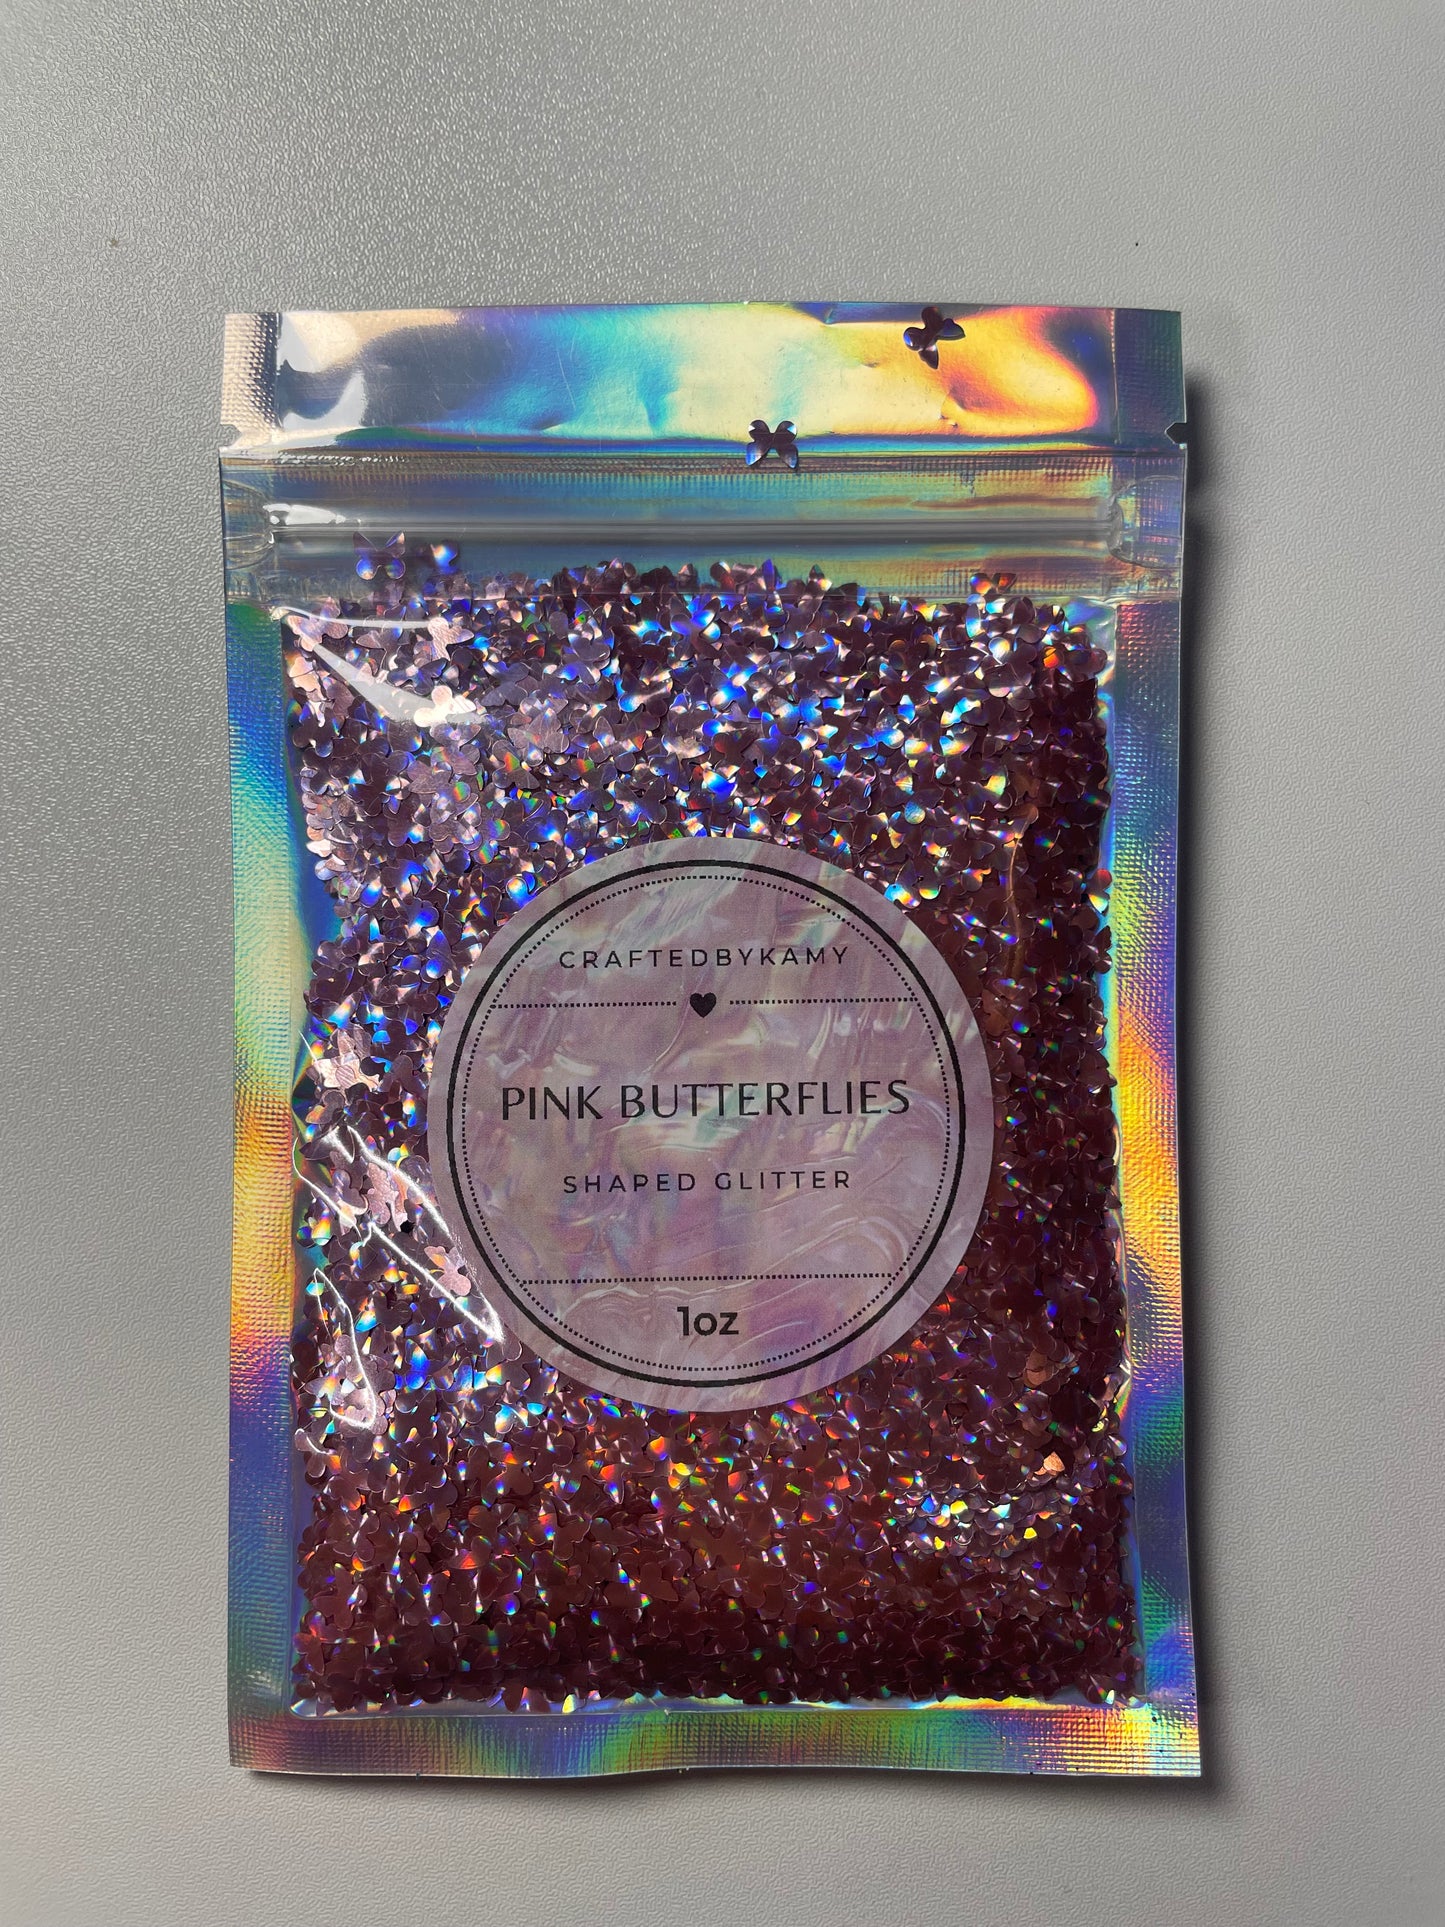 CRAFTEDBYKAMY
PINK BUTTERFLIES
SHAPED GLITTER
1oz